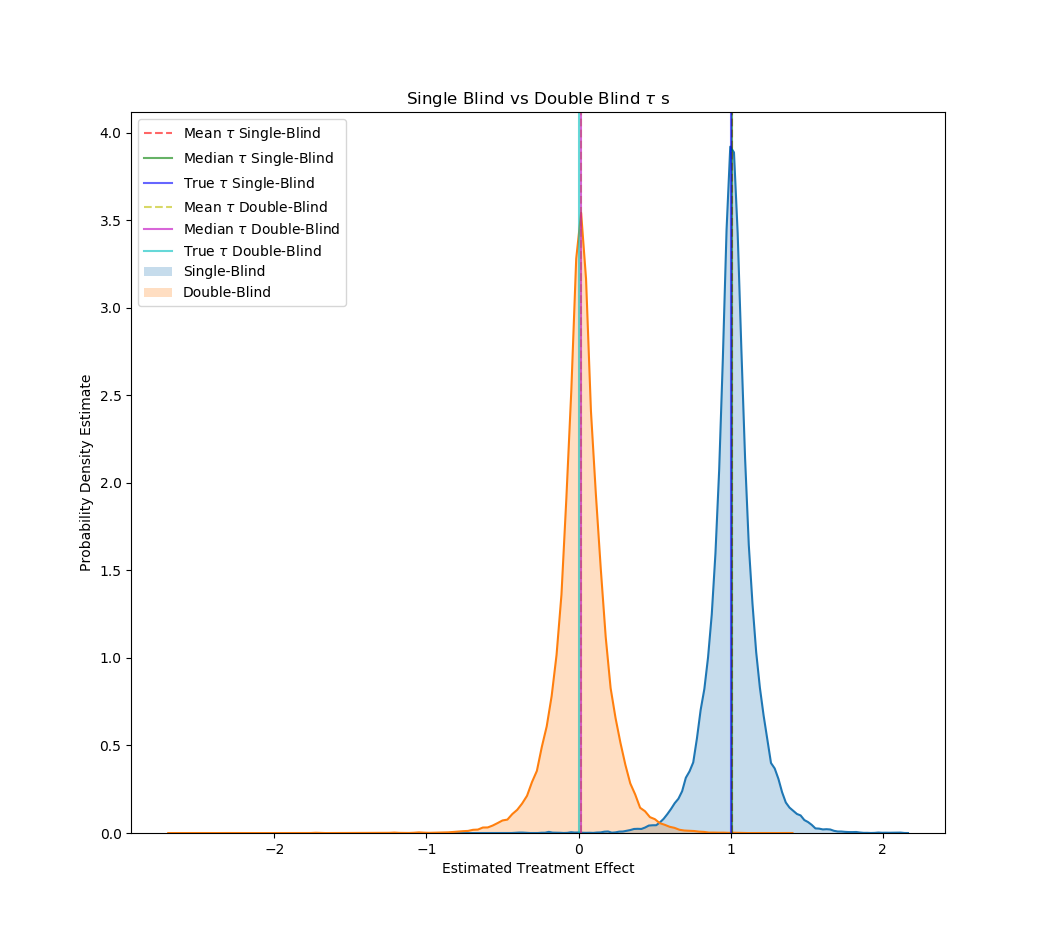 Single Blind vs Double Blind τ s
Mean τ Single-Blind
Median τ Single-Blind
True τ Single-Blind
Mean τ Double-Blind
Median τ Double-Blind
True τ Double-Blind
Single-Blind
Double-Blind
Probability Density Estimate
4.0
3.5
3.0
2.5
2.0
1.5
1.0
0.5
0.0
−2
−1
0
1
2
Estimated Treatment Effect